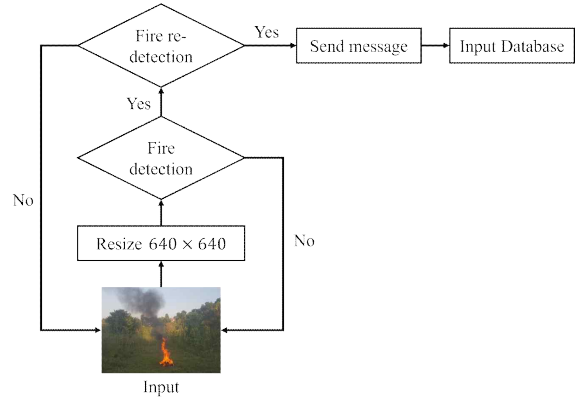 Fire re-
detection
Yes
Send message
Input Database
Yes
Fire
detection
No
Resize 640 × 640
No
Input